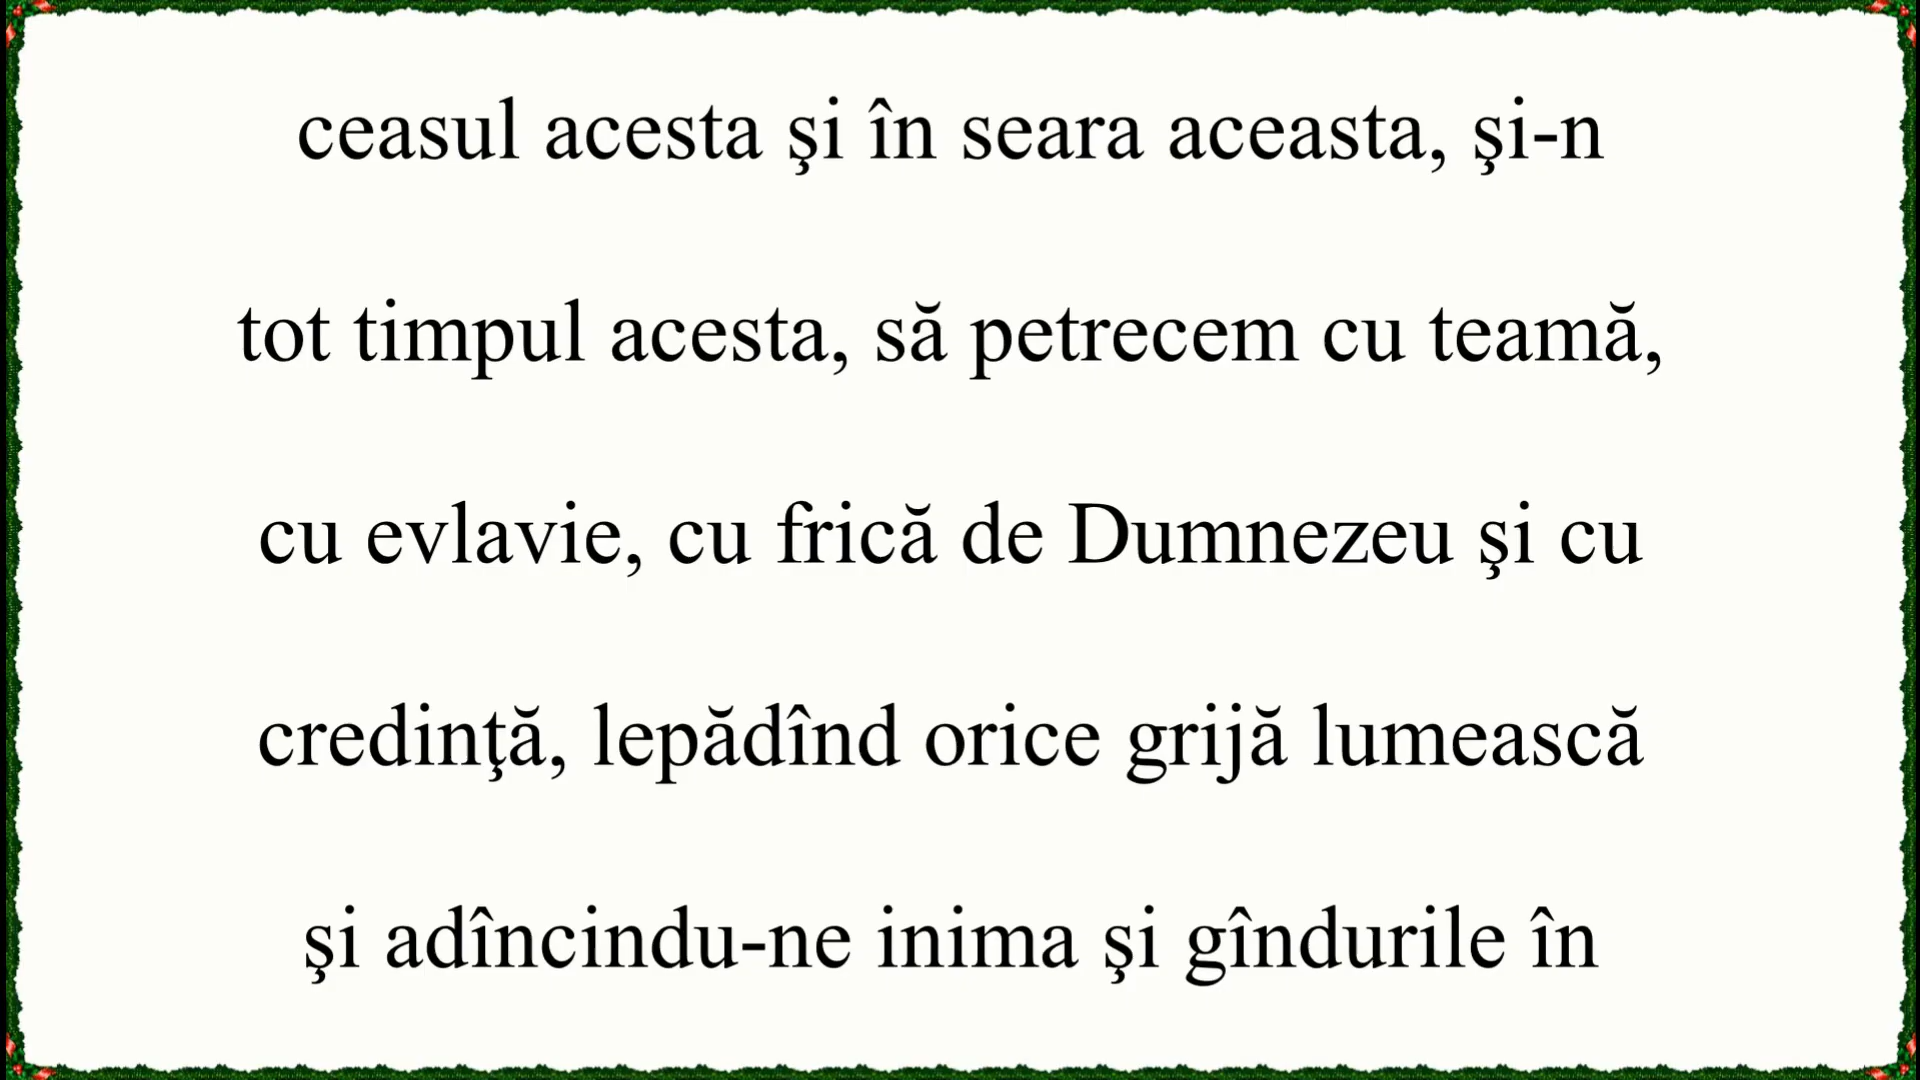 ceasul acesta şi în seara aceasta, şi-n
tot timpul acesta, să petrecem cu teamă,
cu evlavie, cu frică de Dumnezeu şi cu
credinţă, lepădînd orice grijă lumească
şi adîncindu-ne inima şi gîndurile în